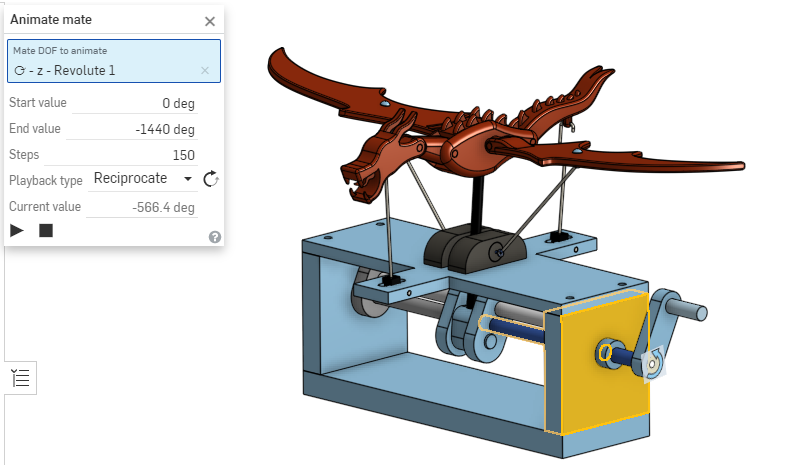 Animate mate
Mate DOF to animate
- z - Revolute 1
Start value 0 deg
End value -1440 deg
Steps 150
Playback type Reciprocate
Current value -566.4 deg